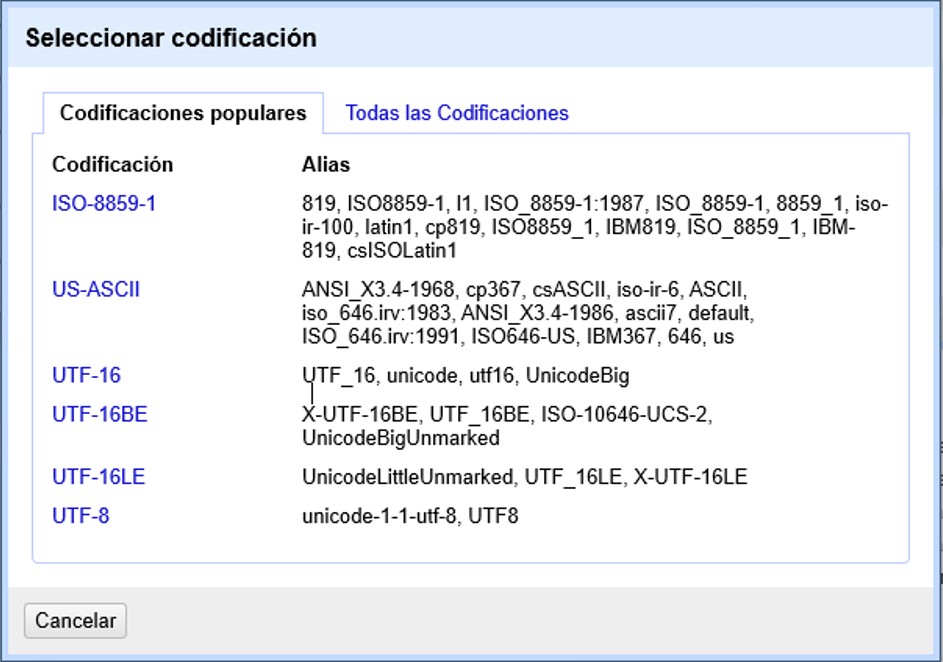 Seleccionar codificación
Codificaciones populares Todas las Codificaciones
Codificación Alias
ISO-8859-1 819, ISO8859-1, l1, ISO_8859-1:1987, ISO_8859-1, 8859_1, iso-
ir-100, latin1, cp819, ISO8859_1, IBM819, ISO_8859_1, IBM-
819, csISOLatin1
US-ASCII ANSI_X3.4-1968, cp367, csASCII, iso-ir-6, ASCII,
iso_646.irv:1983, ANSI_X3.4-1986, ascii7, default,
ISO_646.irv:1991, ISO646-US, IBM367, 646, us
UTF-16 UTF_16, unicode, utf16, UnicodeBig
UTF-16BE X-UTF-16BE, UTF_16BE, ISO-10646-UCS-2,
UnicodeBigUnmarked
UTF-16LE UnicodeLittleUnmarked, UTF_16LE, X-UTF-16LE
UTF-8 unicode-1-1-utf-8, UTF8
Cancelar